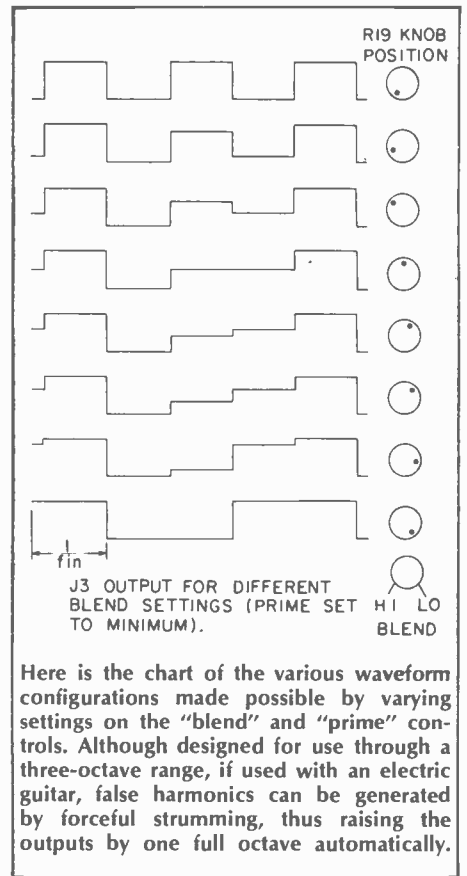 R19 KNOB
POSITION
1
fin
J3 OUTPUT FOR DIFFERENT
BLEND SETTINGS (PRIME SET
TO MINIMUM).
HI LO
BLEND
Here is the chart of the various waveform
configurations made possible by varying
settings on the "blend" and "prime" con-
trols. Although designed for use through a
three-octave range, if used with an electric
guitar, false harmonics can be generated
by forceful strumming, thus raising the
outputs by one full octave automatically.